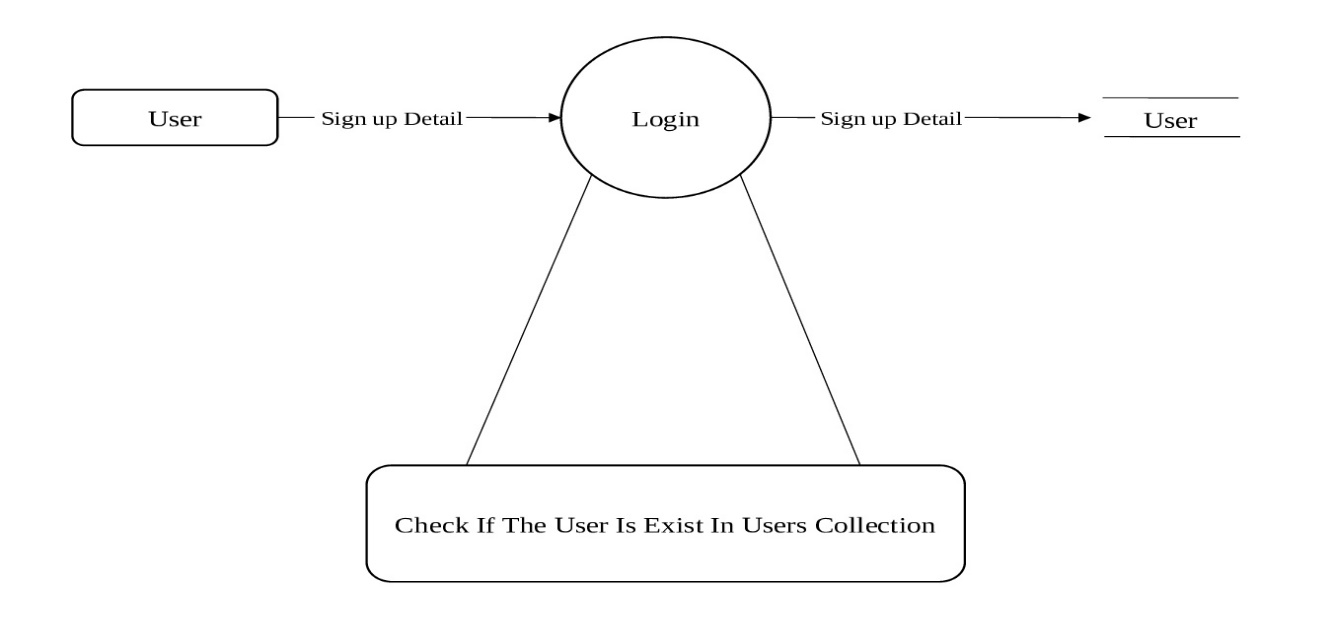 User
Sign up Detail
Login
Sign up Detail
User
Check If The User Is Exist In Users Collection